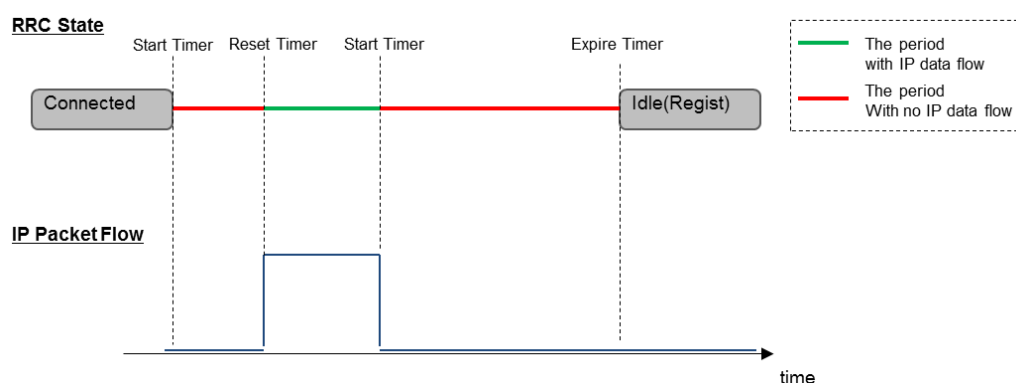 RRC State
Start Timer
Reset Timer
Start Timer
Expire Timer
The period
with IP data flow
The period
With no IP data flow
Connected
Idle(Regist)
IP Packet Flow
time